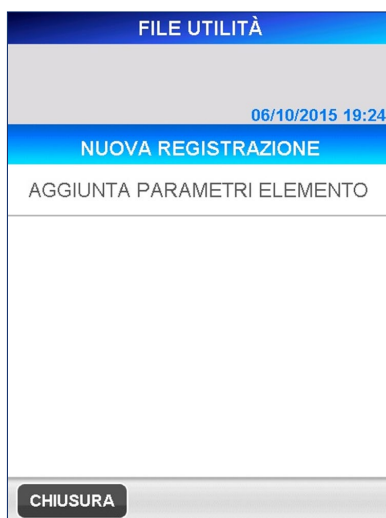 FILE UTILITÀ
06/10/2015 19:24
NUOVA REGISTRAZIONE
AGGIUNTA PARAMETRI ELEMENTO
CHIUSURA